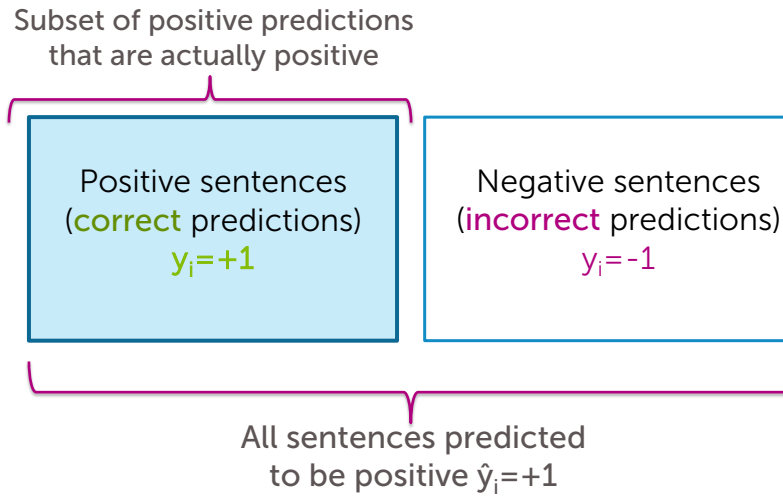 Subset of positive predictions
that are actually positive
Positive sentences
(correct predictions)
yᵢ=+1
Negative sentences
(incorrect predictions)
yᵢ=-1
All sentences predicted
to be positive ŷᵢ=+1